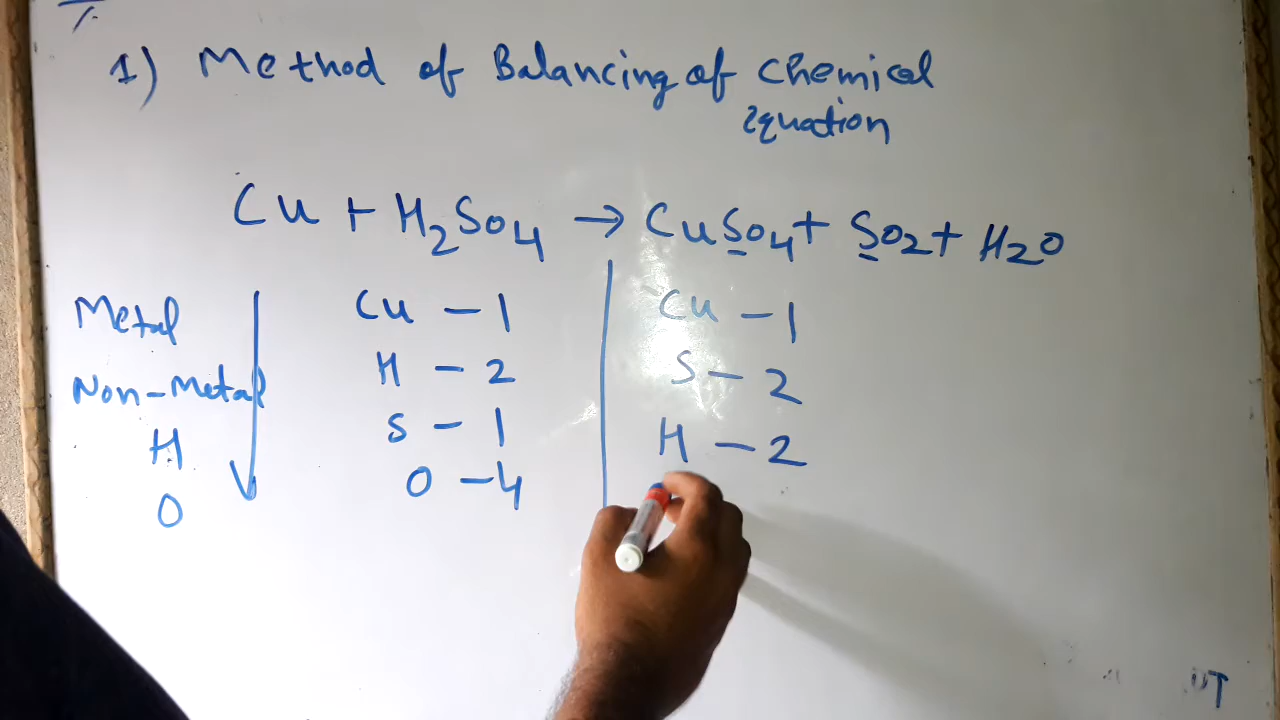 1) Method of Balancing of chemical
equation
Cu + H2So4 → CuSo4 + So2 + H2o
Metal
Non-Metal
H
O
Cu – 1
H – 2
S – 1
O – 4
Cu – 1
S – 2
H – 2